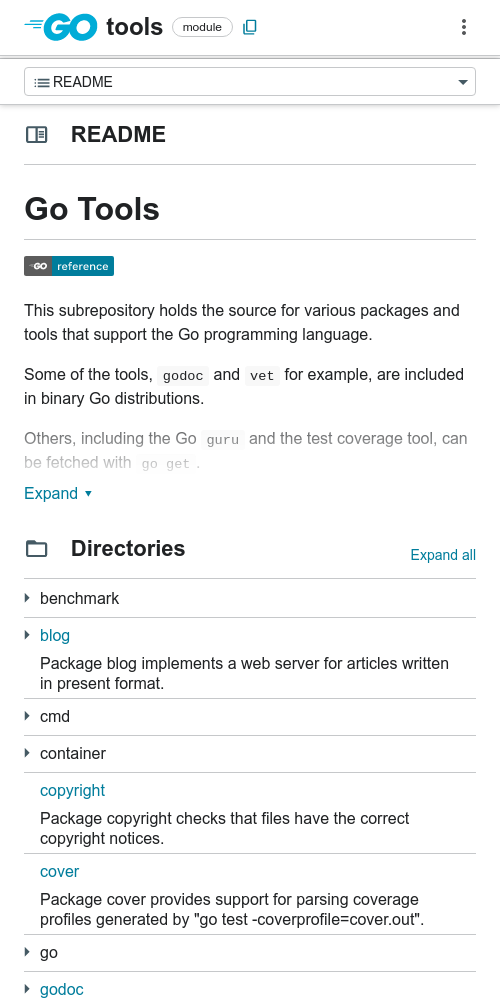 GO tools module
README
README
Go Tools
GO reference
This subrepository holds the source for various packages and
tools that support the Go programming language.
Some of the tools, godoc and vet for example, are included
in binary Go distributions.
Others, including the Go guru and the test coverage tool, can
be fetched with go get .
Expand
Directories
Expand all
benchmark
blog
Package blog implements a web server for articles written
in present format.
cmd
container
copyright
Package copyright checks that files have the correct
copyright notices.
cover
Package cover provides support for parsing coverage
profiles generated by "go test -coverprofile=cover.out".
go
godoc